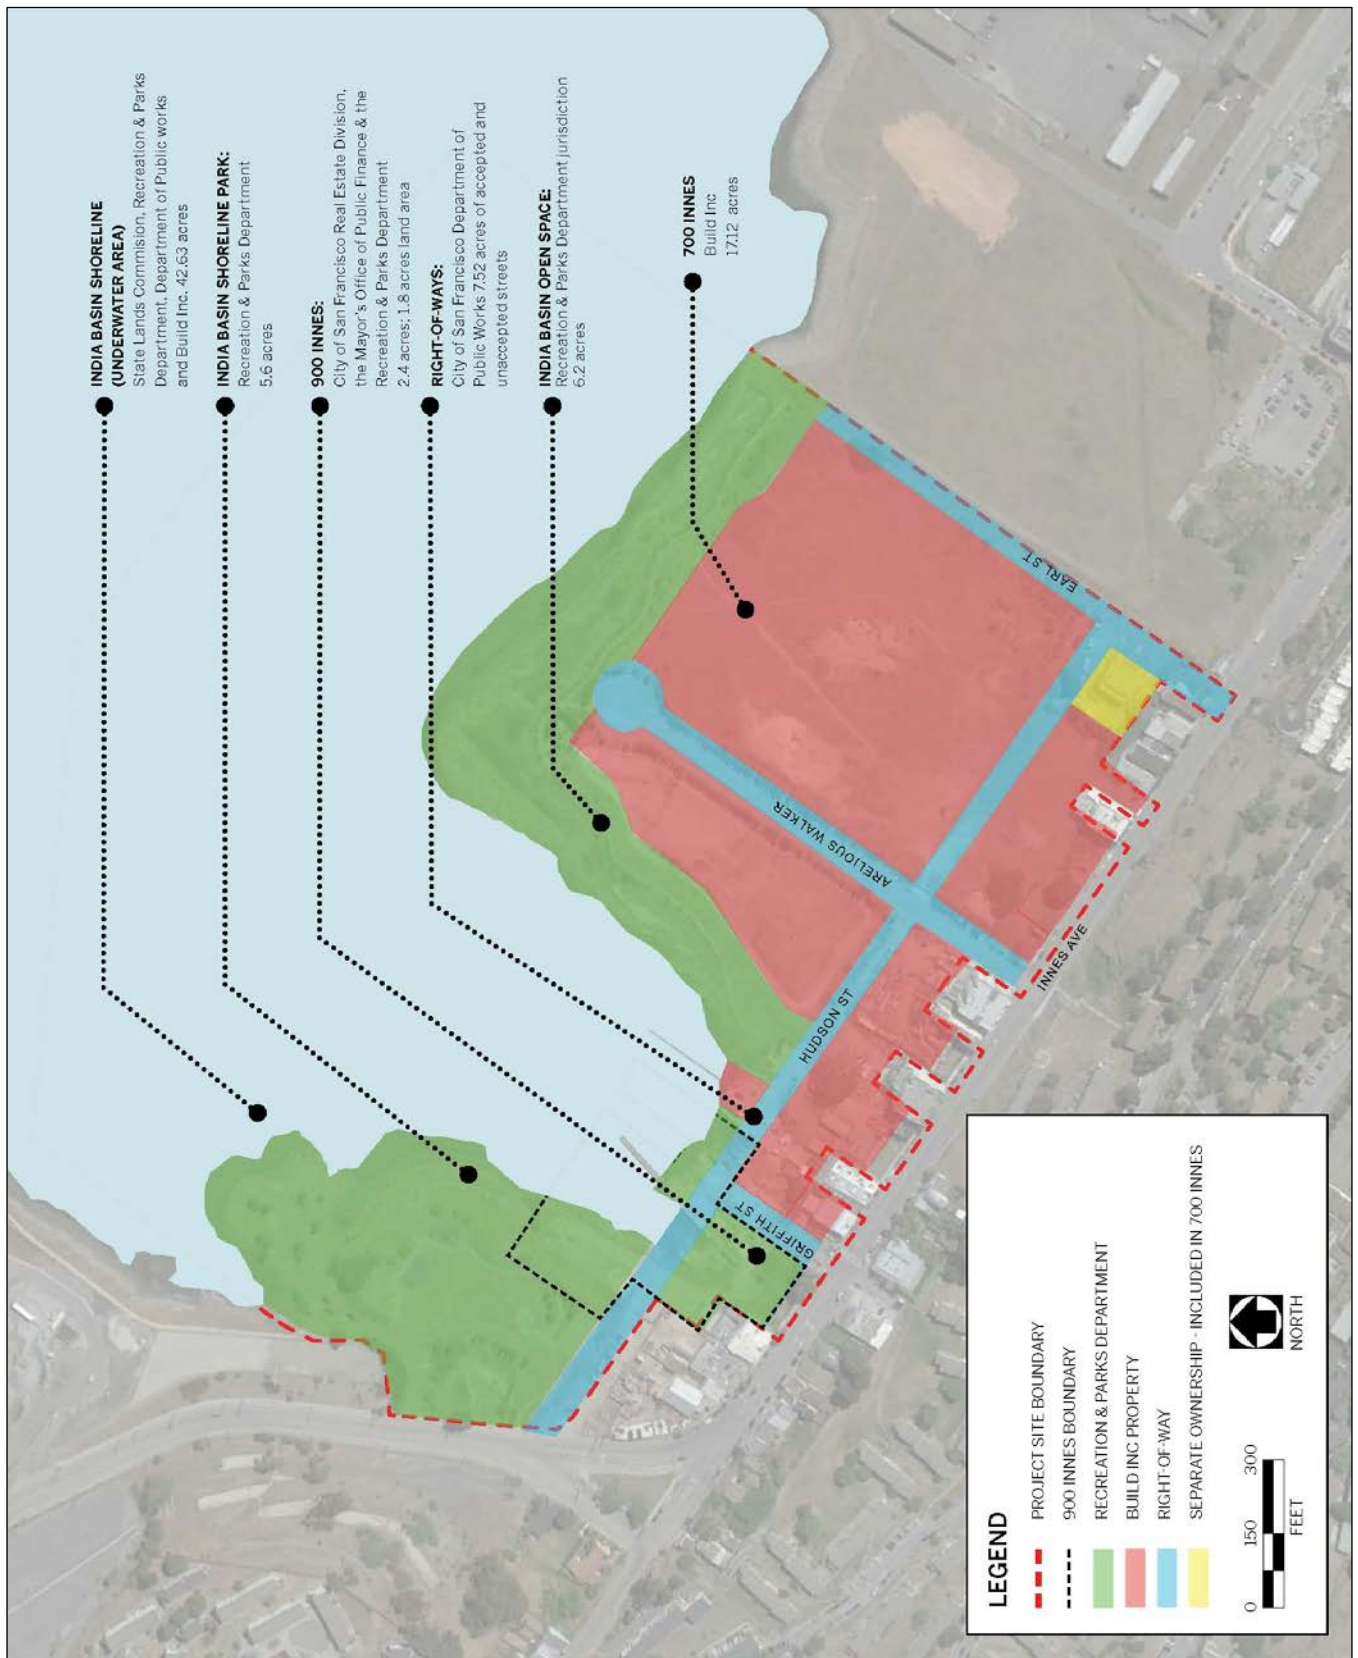 INDIA BASIN SHORELINE
(UNDERWATER AREA)
State Lands Commision, Recreation & Parks
Department, Department of Public works
and Build Inc. 42.63 acres
INDIA BASIN SHORELINE PARK:
Recreation & Parks Department
5.6 acres
900 INNES:
City of San Francisco Real Estate Division,
the Mayor's Office of Public Finance & the
Recreation & Parks Department
2.4 acres; 1.8 acres land area
RIGHT-OF-WAYS:
City of San Francisco Department of
Public Works 7.52 acres of accepted and
unaccepted streets
INDIA BASIN OPEN SPACE:
Recreation & Parks Department jurisdiction
6.2 acres
700 INNES
Build Inc
17.12 acres
EARL ST
ARELIOUS WALKER
HUDSON ST
INNES AVE
GRIFFITH ST
LEGEND
PROJECT SITE BOUNDARY
900 INNES BOUNDARY
RECREATION & PARKS DEPARTMENT
BUILD INC PROPERTY
RIGHT-OF-WAY
SEPARATE OWNERSHIP - INCLUDED IN 700 INNES
0 150 300
FEET
NORTH